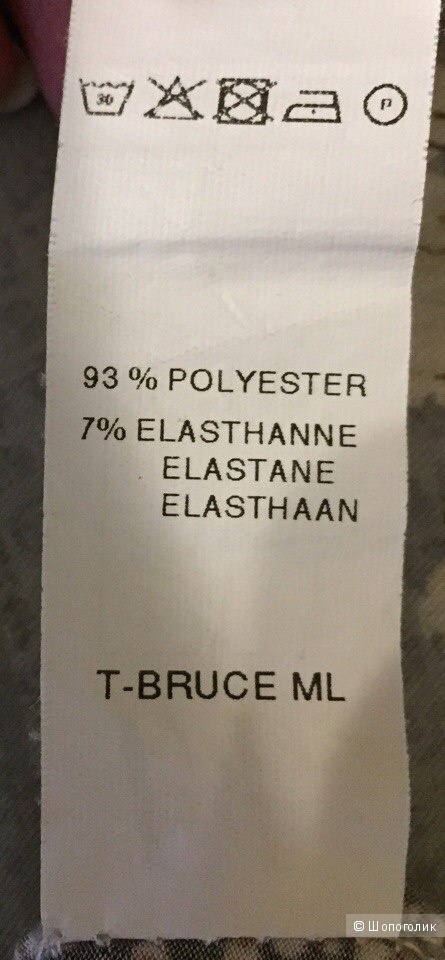 30
P
93 % POLYESTER
7% ELASTHANNE
ELASTANE
ELASTHAAN
T-BRUCE ML
© Шопоголик